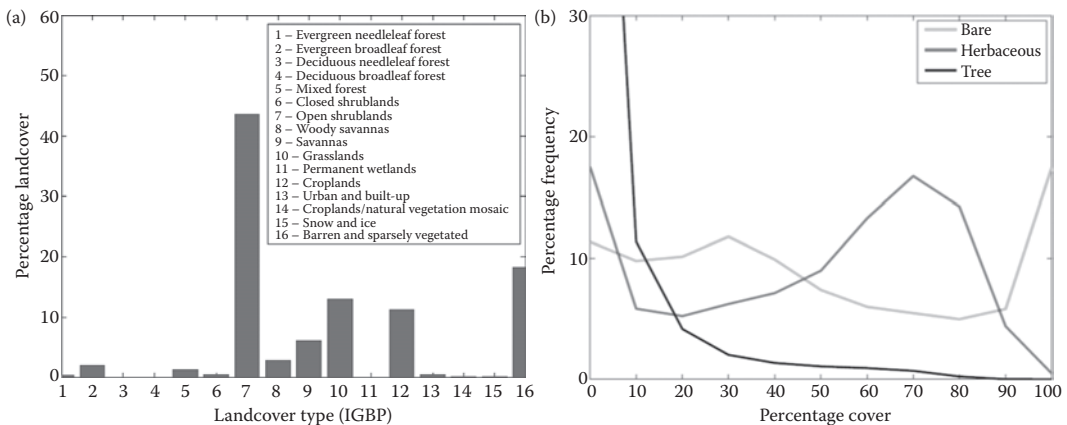 (a)
60
50
40
30
20
10
0
Percentage landcover
1 – Evergreen needleleaf forest
2 – Evergreen broadleaf forest
3 – Deciduous needleleaf forest
4 – Deciduous broadleaf forest
5 – Mixed forest
6 – Closed shrublands
7 – Open shrublands
8 – Woody savannas
9 – Savannas
10 – Grasslands
11 – Permanent wetlands
12 – Croplands
13 – Urban and built-up
14 – Croplands/natural vegetation mosaic
15 – Snow and ice
16 – Barren and sparsely vegetated
1 2 3 4 5 6 7 8 9 10 11 12 13 14 15 16
Landcover type (IGBP)
(b)
30
20
10
0
Percentage frequency
Bare
Herbaceous
Tree
0 10 20 30 40 50 60 70 80 90 100
Percentage cover